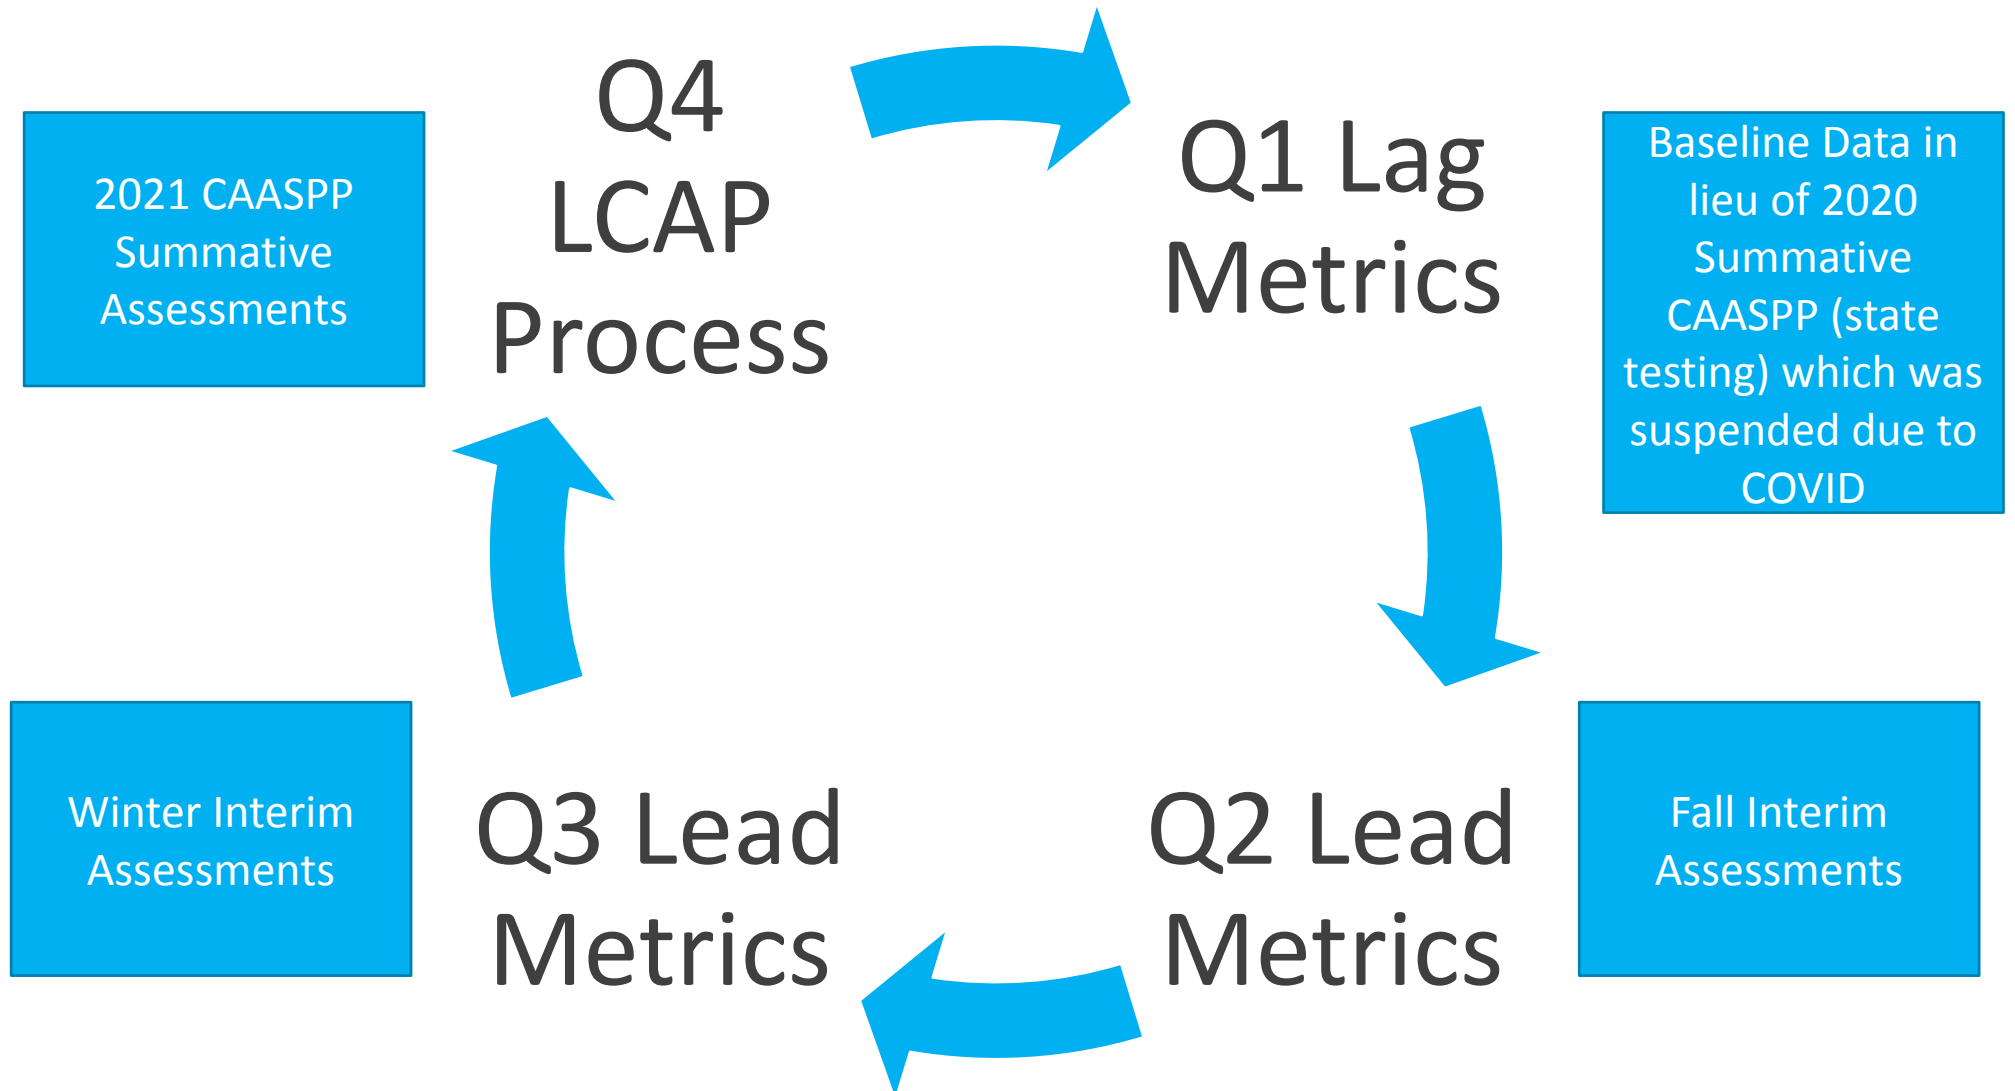 Q4
LCAP
Process
2021 CAASPP
Summative
Assessments
Q1 Lag
Metrics
Baseline Data in
lieu of 2020
Summative
CAASPP (state
testing) which was
suspended due to
COVID
Winter Interim
Assessments
Q3 Lead
Metrics
Q2 Lead
Metrics
Fall Interim
Assessments